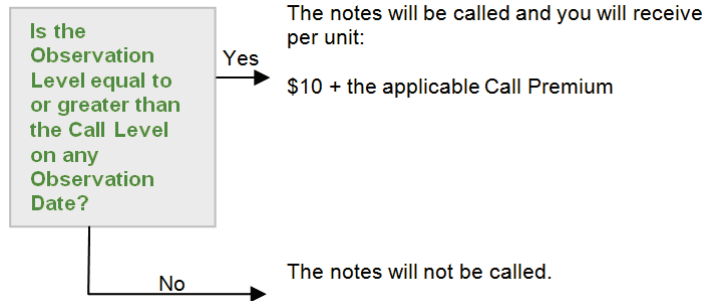 Is the
Observation
Level equal to
or greater than
the Call Level
on any
Observation
Date?
Yes
The notes will be called and you will receive
per unit:
$10 + the applicable Call Premium
No
The notes will not be called.